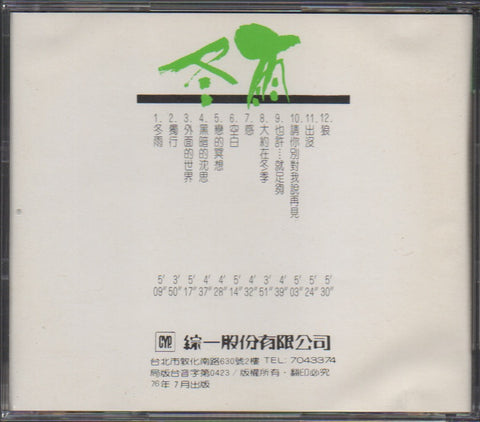 冬雨
1. 冬雨 5'09"
2. 獨行 3'50"
3. 外面的世界 5'17"
4. 黑暗的沈思 4'37"
5. 戀的冥想 4'28"
6. 空白 5'14"
7. 惑 4'32"
8. 大約在冬季 3'51"
9. 也許…就足夠 4'39"
10. 請你別對我說再見 5'03"
11. 出沒 5'24"
12. 狼 5'30"
CYP 綜一股份有限公司
台北市敦化南路630號2樓 TEL: 7043374
局版台音字第0423/版權所有·翻印必究
76年7月出版